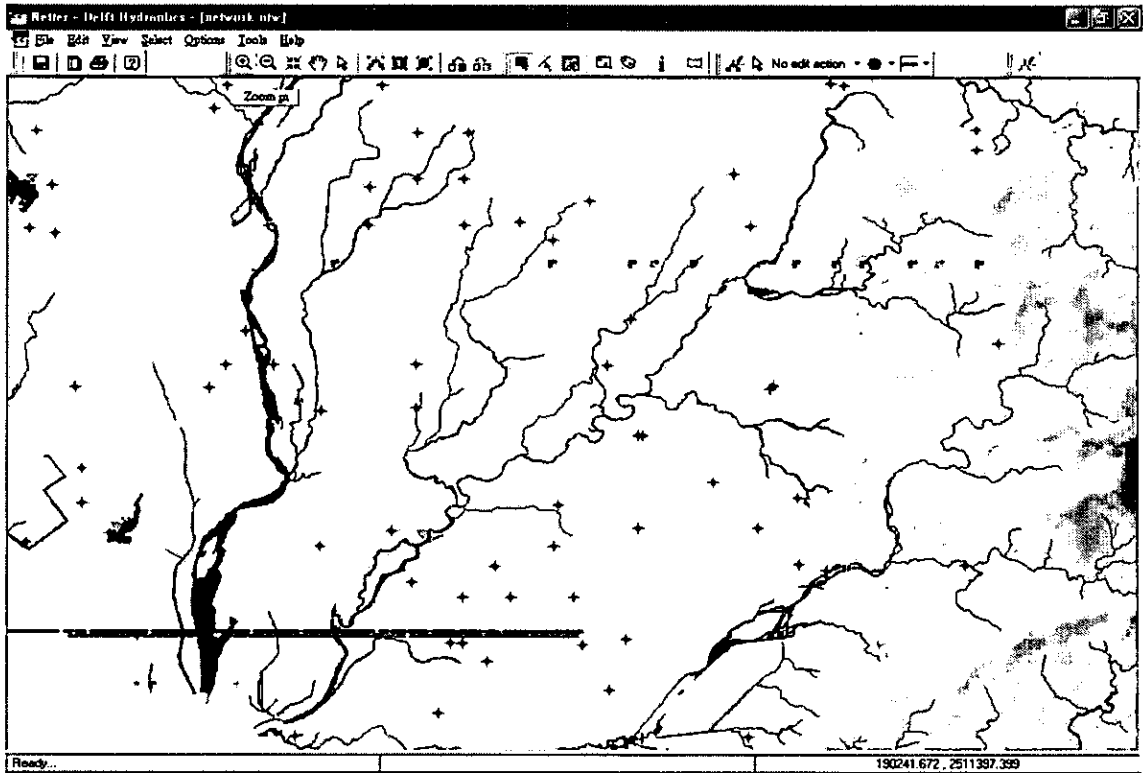 Netter - Delft Hydraulics - [network.ntw]
File Edit View Select Options Tools Help
No edit action
Zoom in
Ready...
190241.672 , 2511397.399